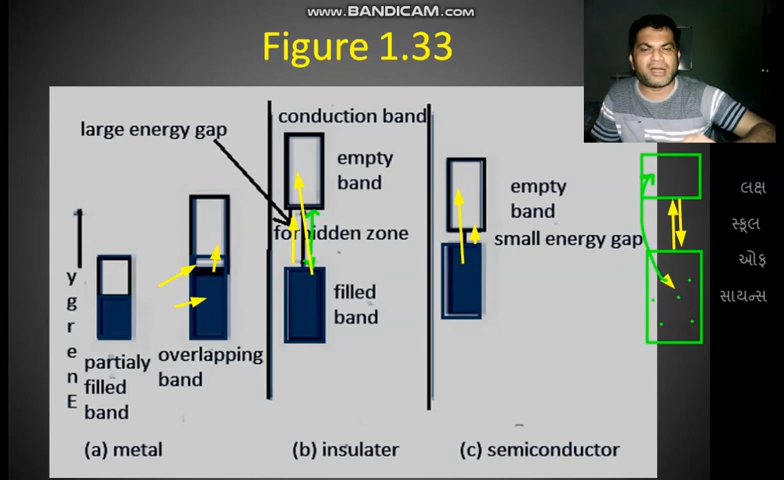 www.BANDICAM.com
Figure 1.33
conduction band
large energy gap
empty
band
empty
band
forbidden zone
small energy gap
filled
band
ygrenE
partialy
filled
band
overlapping
band
(a) metal
(b) insulater
(c) semiconductor
લક્ષ
સ્કુલ
ઓફ
સાયન્સ